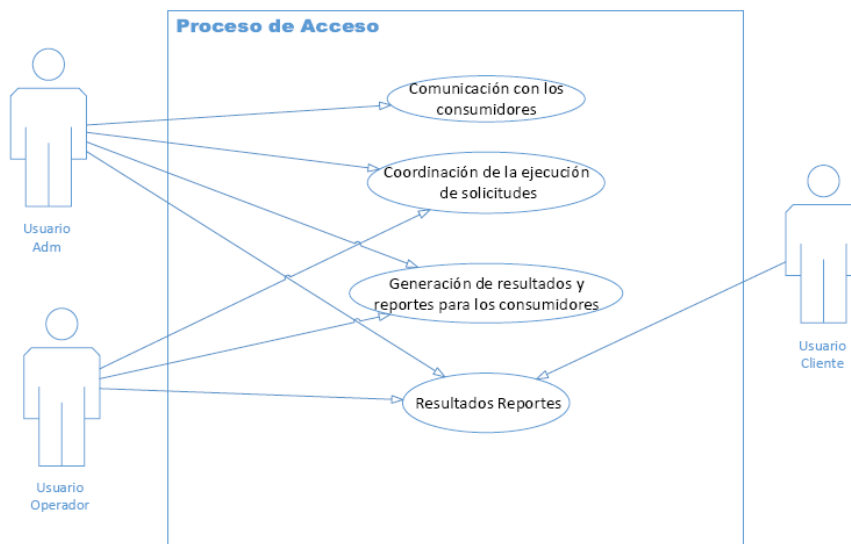 Proceso de Acceso
Comunicación con los
consumidores
Coordinación de la ejecución
de solicitudes
Usuario
Adm
Generación de resultados y
reportes para los consumidores
Usuario
Cliente
Resultados Reportes
Usuario
Operador